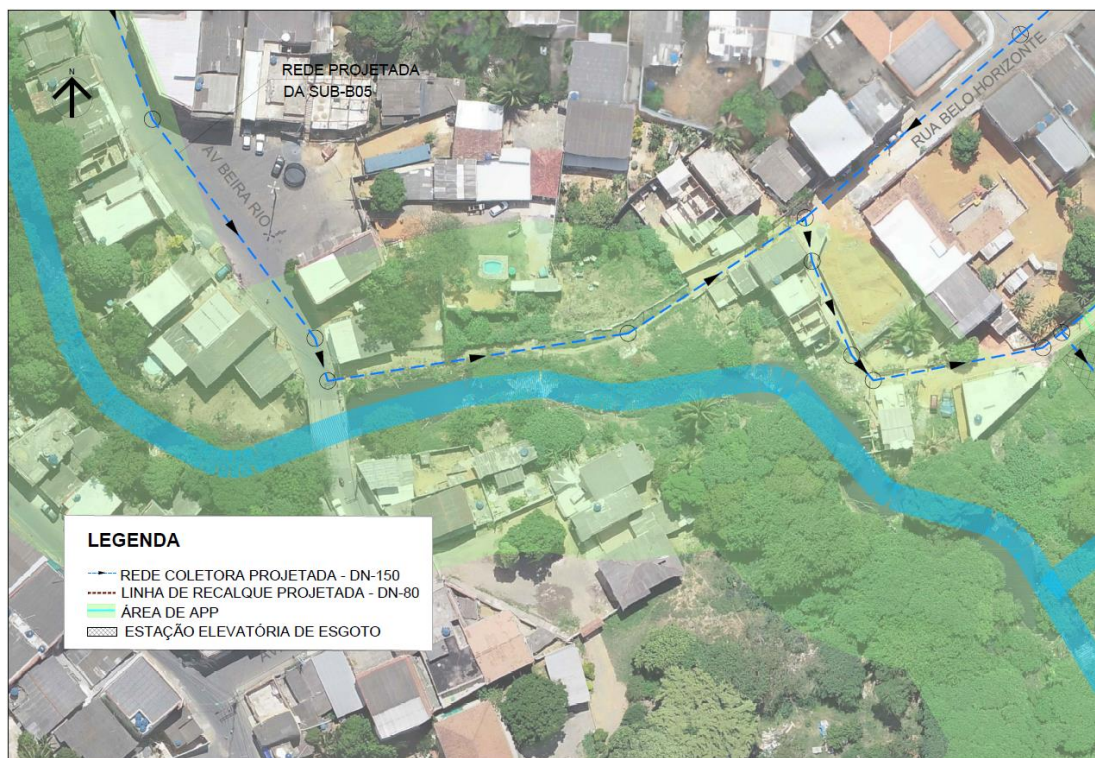 REDE PROJETADA
DA SUB-B05
N
AV BEIRA RIO
RUA BELO HORIZONTE
LEGENDA
REDE COLETORA PROJETADA - DN-150
LINHA DE RECALQUE PROJETADA - DN-80
ÁREA DE APP
ESTAÇÃO ELEVATÓRIA DE ESGOTO